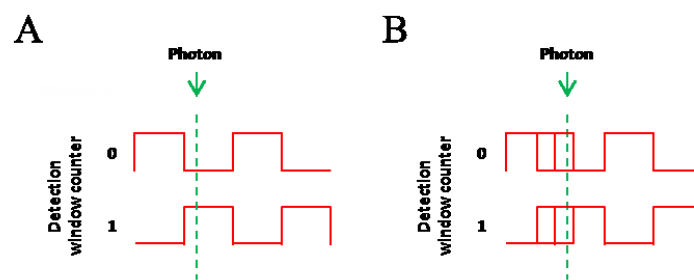 A
Photon
Detection
window counter
0
1
B
Photon
Detection
window counter
0
1